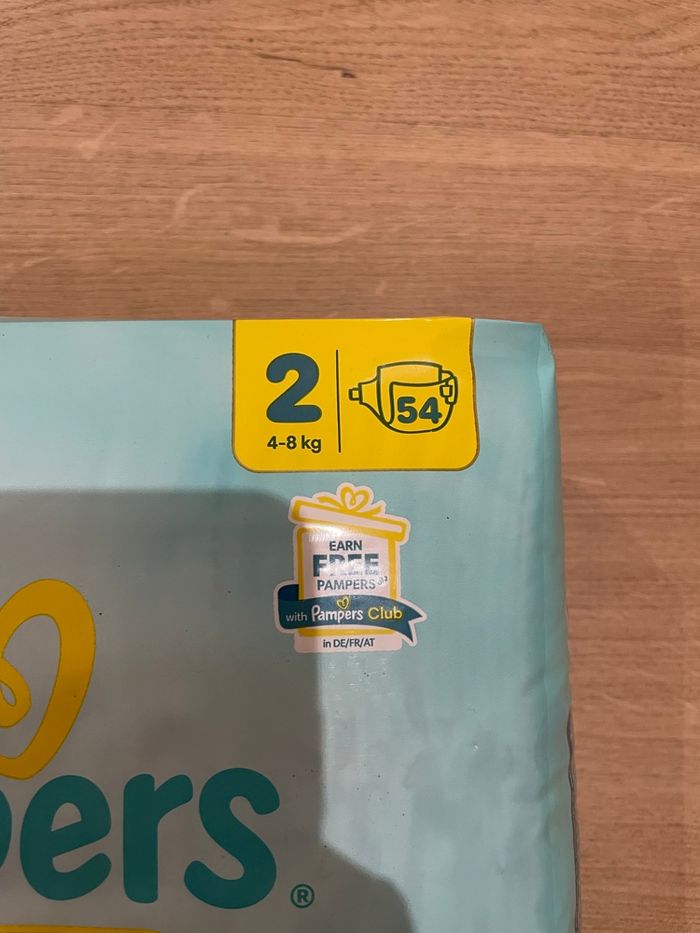 2
54
4-8 kg
EARN
FREE
PAMPERS
with Pampers Club
in DE/FR/AT
pers®